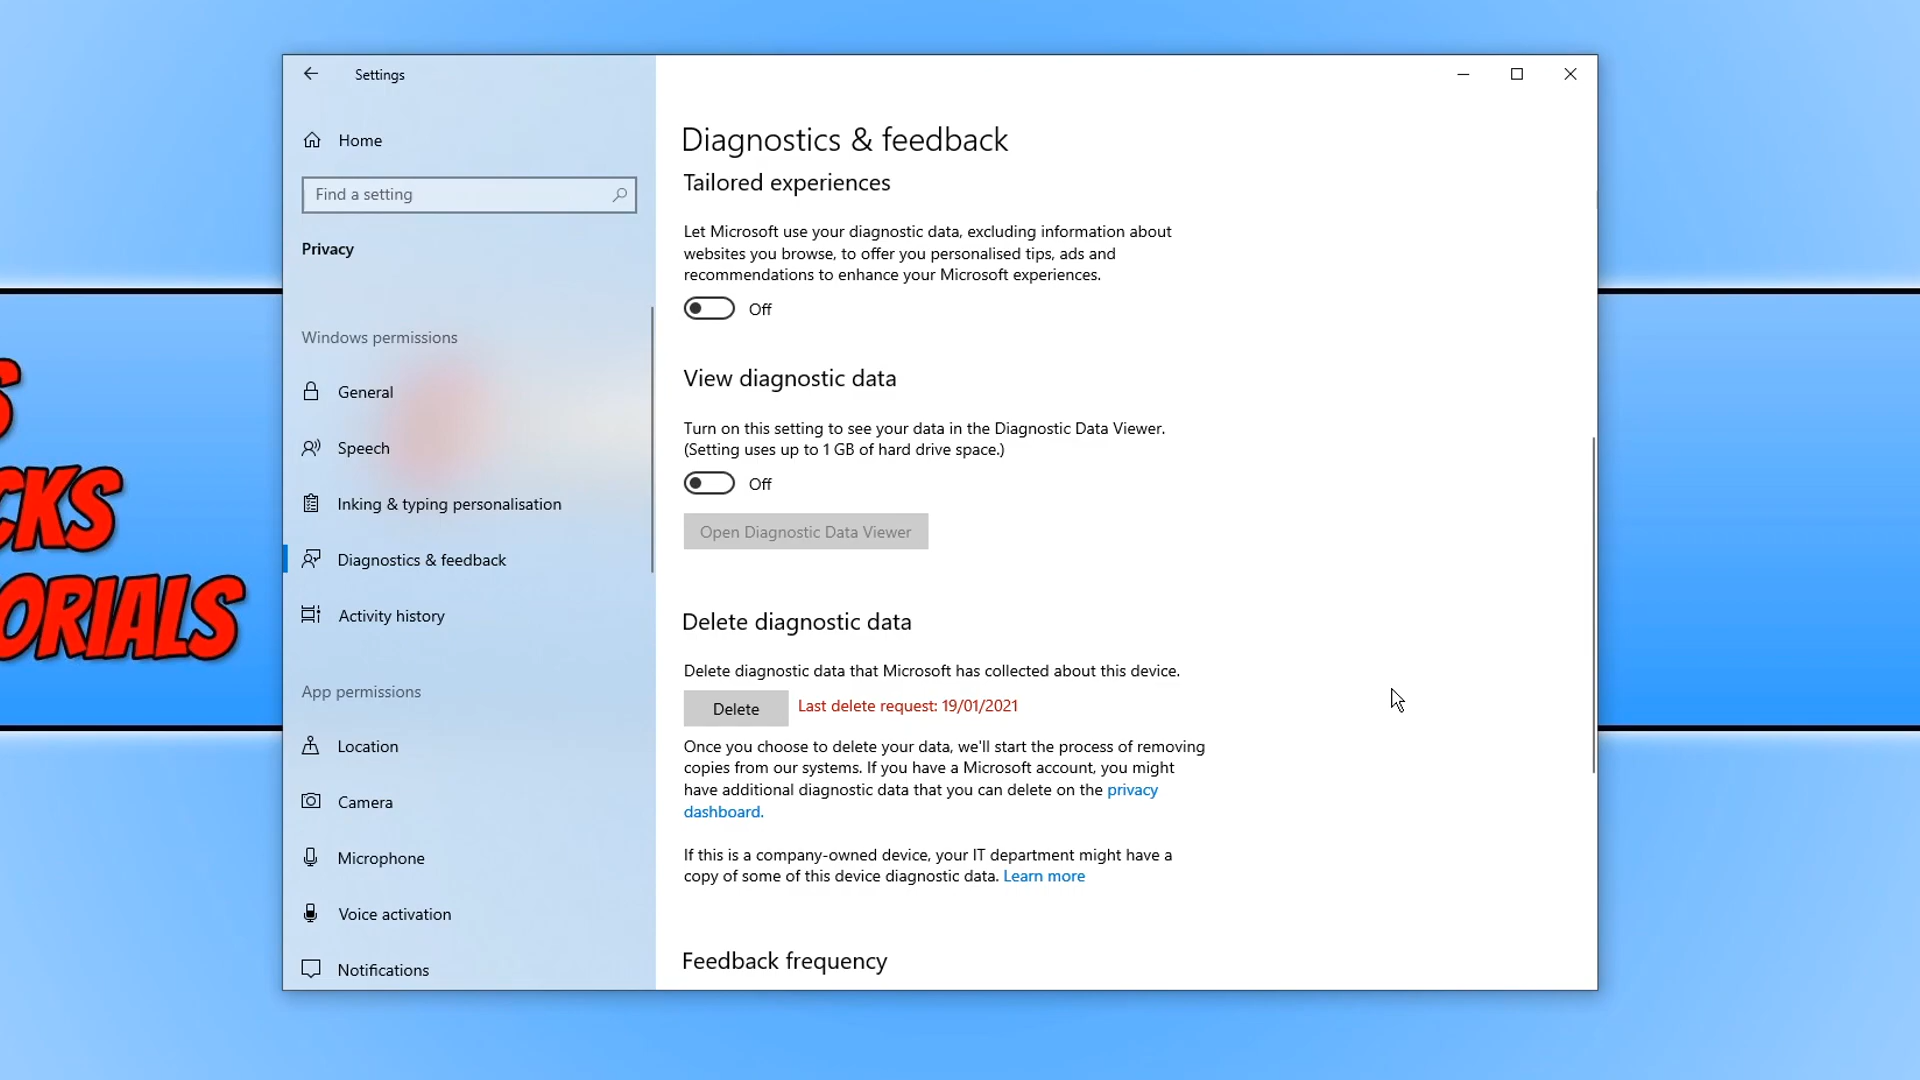 Settings
Home
Find a setting
Privacy
Windows permissions
General
Speech
Inking & typing personalisation
Diagnostics & feedback
Activity history
App permissions
Location
Camera
Microphone
Voice activation
Notifications
Diagnostics & feedback
Tailored experiences
Let Microsoft use your diagnostic data, excluding information about
websites you browse, to offer you personalised tips, ads and
recommendations to enhance your Microsoft experiences.
Off
View diagnostic data
Turn on this setting to see your data in the Diagnostic Data Viewer.
(Setting uses up to 1 GB of hard drive space.)
Off
Open Diagnostic Data Viewer
Delete diagnostic data
Delete diagnostic data that Microsoft has collected about this device.
Delete Last delete request: 19/01/2021
Once you choose to delete your data, we'll start the process of removing
copies from our systems. If you have a Microsoft account, you might
have additional diagnostic data that you can delete on the privacy
dashboard.
If this is a company-owned device, your IT department might have a
copy of some of this device diagnostic data. Learn more
Feedback frequency
S
CKS
ORIALS